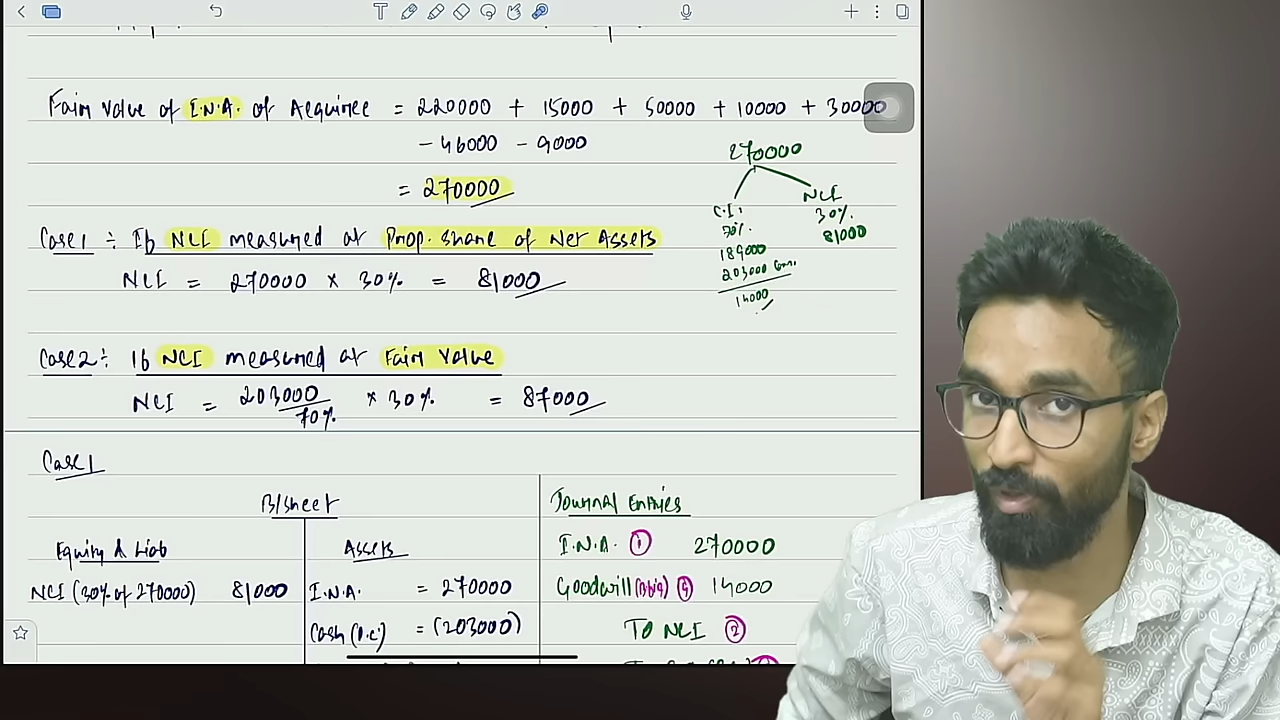 Fair Value of I.N.A. of Acquiree = 220000 + 15000 + 50000 + 10000 + 30000
- 46000 - 9000
= 270000
270000
C.I. NCI
70% 30%
189000 81000
203000
14000
Case 1 ÷ If NCI measured at Prop. share of Net Assets
NCI = 270000 × 30% = 81000
Case 2 ÷ If NCI measured at Fair Value
NCI = 203000/70% × 30% = 87000
Case 1
B/Sheet
Equity & Liab Assets
NCI (30% of 270000) 81000 I.N.A. = 270000
Cash (P.C) = (203000)
Journal Entries
I.N.A. ① 270000
Goodwill (B/fig) ④ 14000
To NCI ②